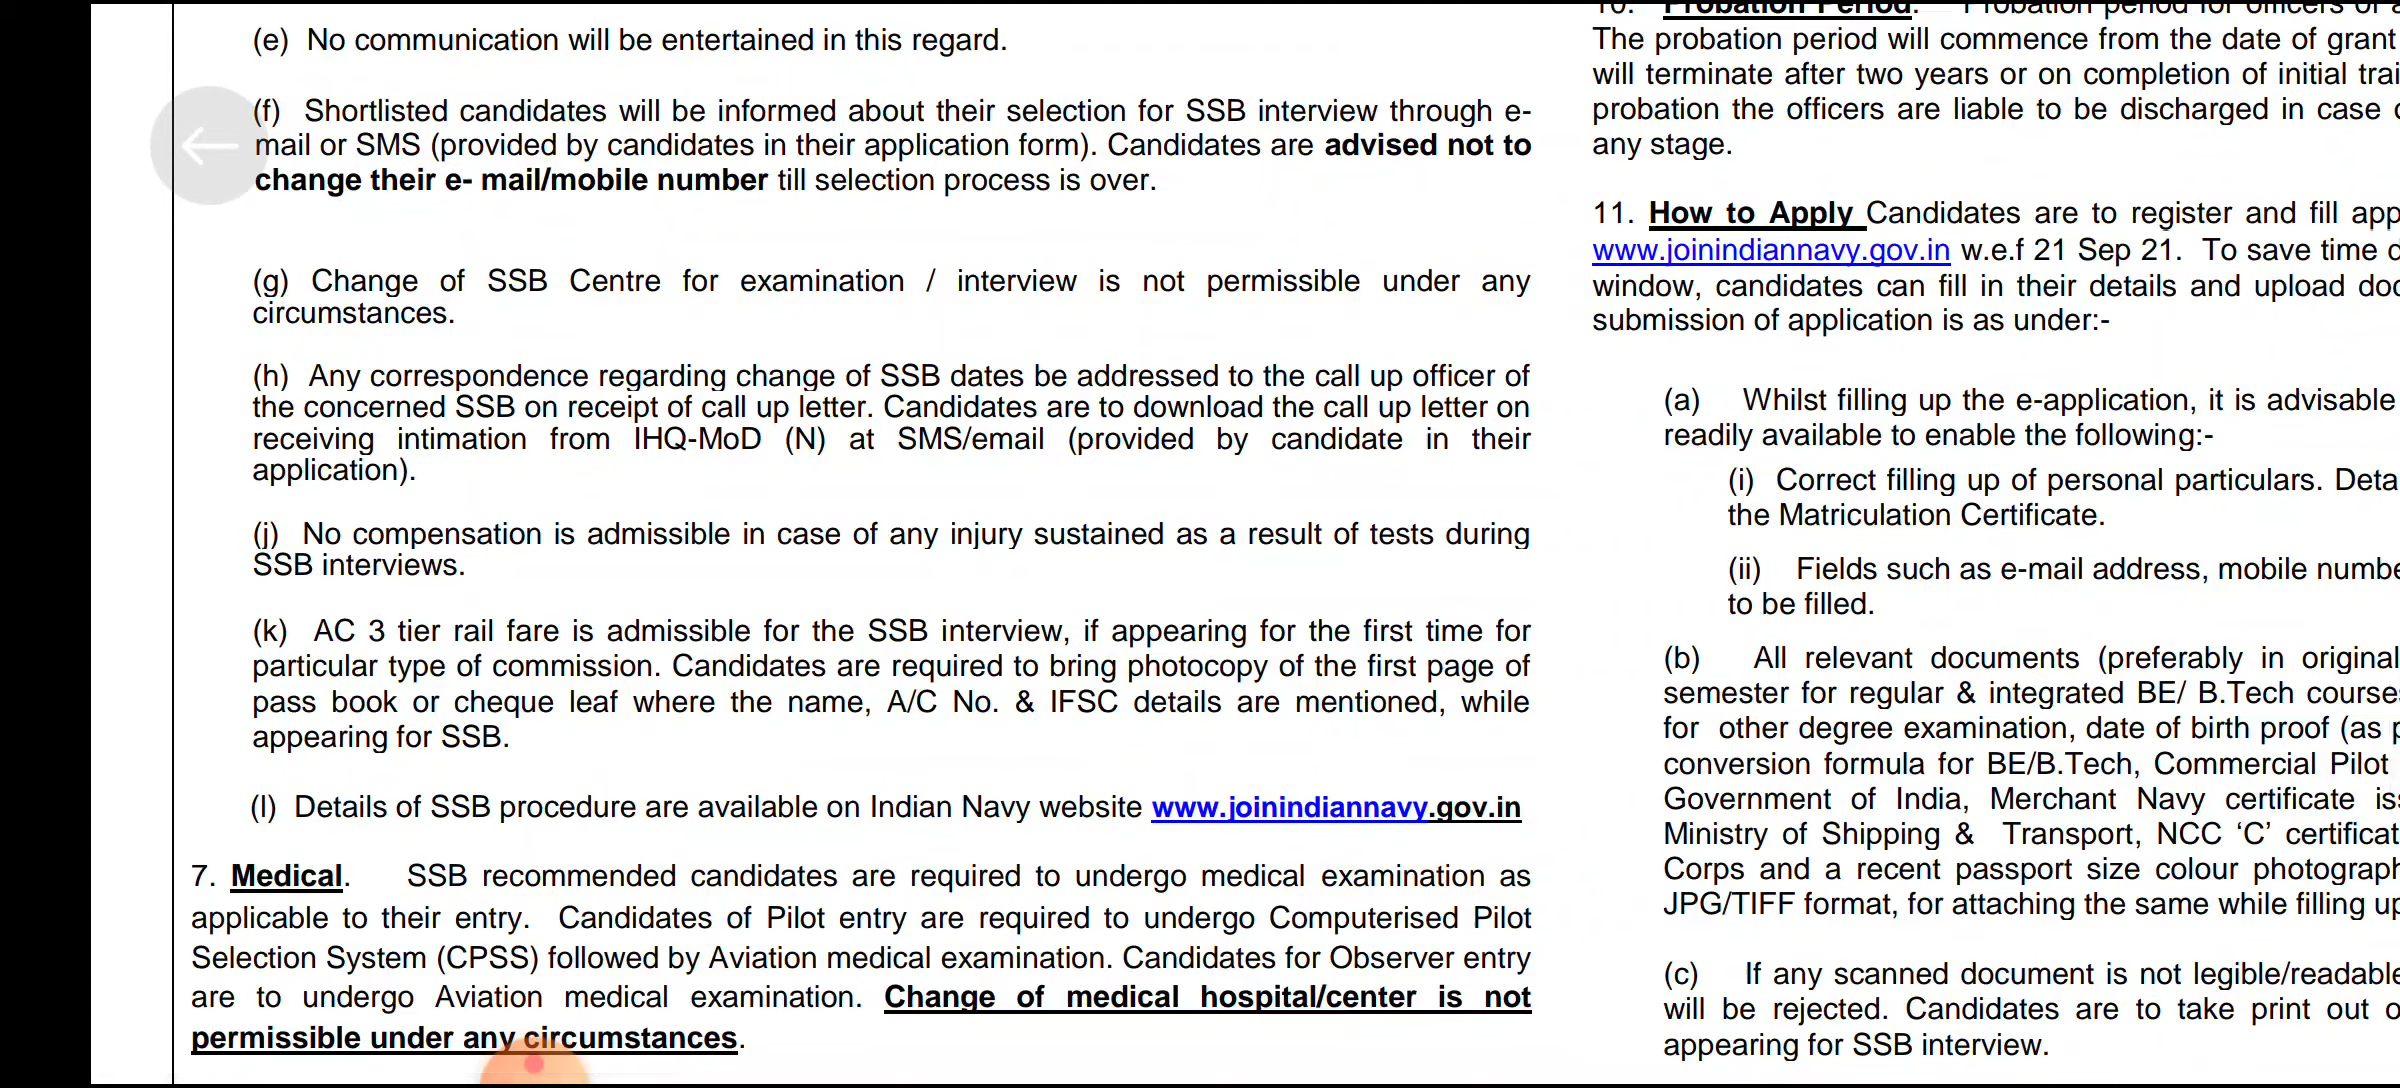 (e) No communication will be entertained in this regard.
(f) Shortlisted candidates will be informed about their selection for SSB interview through e-
mail or SMS (provided by candidates in their application form). Candidates are advised not to
change their e- mail/mobile number till selection process is over.
(g) Change of SSB Centre for examination / interview is not permissible under any
circumstances.
(h) Any correspondence regarding change of SSB dates be addressed to the call up officer of
the concerned SSB on receipt of call up letter. Candidates are to download the call up letter on
receiving intimation from IHQ-MoD (N) at SMS/email (provided by candidate in their
application).
(j) No compensation is admissible in case of any injury sustained as a result of tests during
SSB interviews.
(k) AC 3 tier rail fare is admissible for the SSB interview, if appearing for the first time for
particular type of commission. Candidates are required to bring photocopy of the first page of
pass book or cheque leaf where the name, A/C No. & IFSC details are mentioned, while
appearing for SSB.
(l) Details of SSB procedure are available on Indian Navy website www.joinindiannavy.gov.in
7. Medical. SSB recommended candidates are required to undergo medical examination as
applicable to their entry. Candidates of Pilot entry are required to undergo Computerised Pilot
Selection System (CPSS) followed by Aviation medical examination. Candidates for Observer entry
are to undergo Aviation medical examination. Change of medical hospital/center is not
permissible under any circumstances.
10. Probation Period. Probation period for officers of
The probation period will commence from the date of grant
will terminate after two years or on completion of initial
probation the officers are liable to be discharged in case
any stage.
11. How to Apply Candidates are to register and fill
www.joinindiannavy.gov.in w.e.f 21 Sep 21. To save time
window, candidates can fill in their details and upload
submission of application is as under:-
(a) Whilst filling up the e-application, it is advisable
readily available to enable the following:-
(i) Correct filling up of personal particulars.
the Matriculation Certificate.
(ii) Fields such as e-mail address, mobile
to be filled.
(b) All relevant documents (preferably in original
semester for regular & integrated BE/ B.Tech
for other degree examination, date of birth proof (as
conversion formula for BE/B.Tech, Commercial Pilot
Government of India, Merchant Navy certificate
Ministry of Shipping & Transport, NCC ‘C’
Corps and a recent passport size colour
JPG/TIFF format, for attaching the same while filling
(c) If any scanned document is not
will be rejected. Candidates are to take print out
appearing for SSB interview.